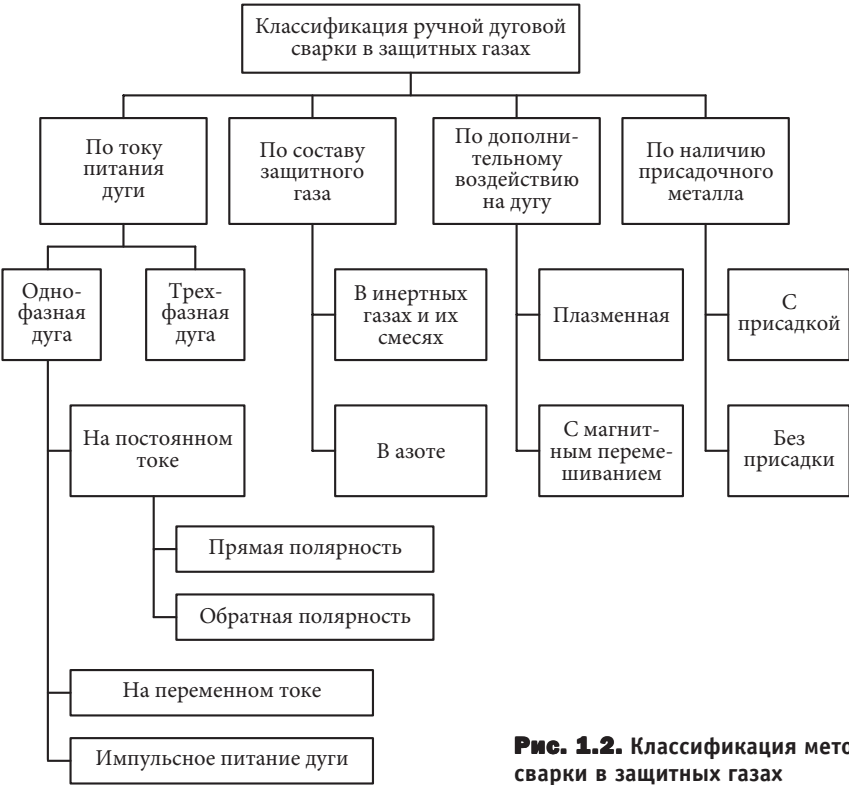 Классификация ручной дуговой
сварки в защитных газах
По току
питания
дуги
По составу
защитного
газа
По дополни-
тельному
воздействию
на дугу
По наличию
присадочного
металла
Одно-
фазная
дуга
Трех-
фазная
дуга
В инертных
газах и их
смесях
Плазменная
С
присадкой
На постоянном
токе
В азоте
С магнит-
ным переме-
шиванием
Без
присадки
Прямая полярность
Обратная полярность
На переменном токе
Импульсное питание дуги
Рис. 1.2. Классификация мето
сварки в защитных газах